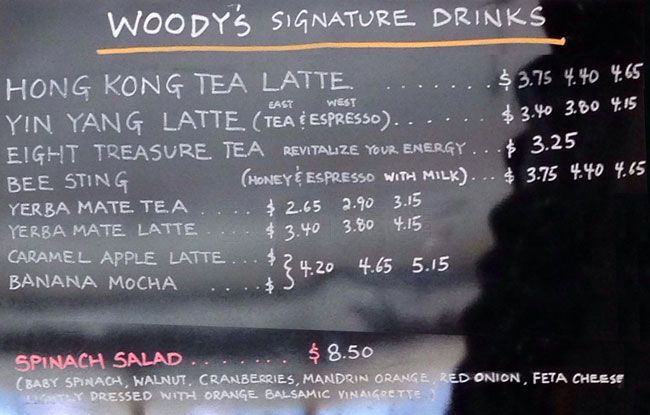 WOODY'S SIGNATURE DRINKS
HONG KONG TEA LATTE ........ $ 3.75 4.40 4.65
EAST WEST
YIN YANG LATTE (TEA & ESPRESSO)....... $ 3.40 3.80 4.15
EIGHT TREASURE TEA REVITALIZE YOUR ENERGY ... $ 3.25
BEE STING (HONEY & ESPRESSO WITH MILK)... $ 3.75 4.40 4.65
YERBA MATE TEA .... $ 2.65 2.90 3.15
YERBA MATE LATTE .... $ 3.40 3.80 4.15
CARAMEL APPLE LATTE... $
} 4.20 4.65 5.15
BANANA MOCHA .... $
SPINACH SALAD ........ $ 8.50
(BABY SPINACH, WALNUT, CRANBERRIES, MANDRIN ORANGE, RED ONION, FETA CHEESE
LIGHTLY DRESSED WITH ORANGE BALSAMIC VINAIGRETTE.)